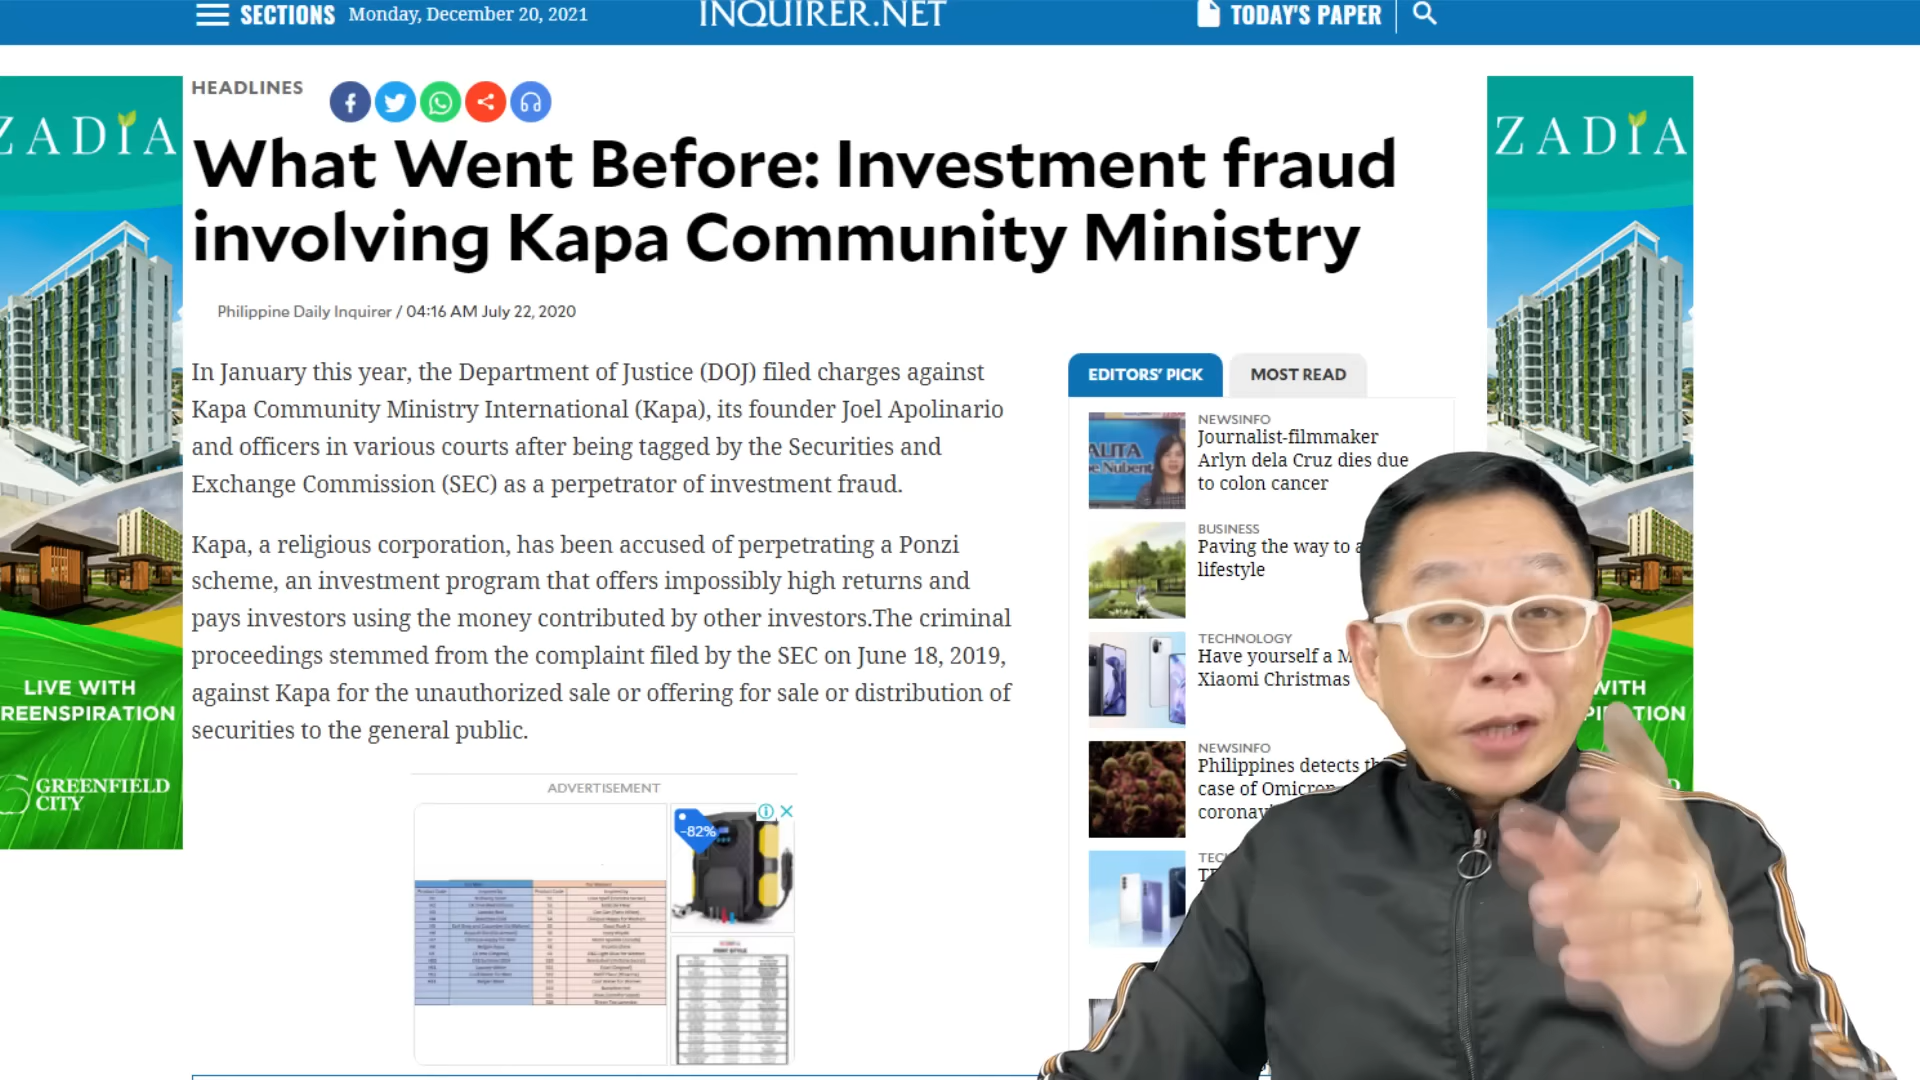 SECTIONS Monday, December 20, 2021 INQUIRER.NET TODAY'S PAPER
HEADLINES
What Went Before: Investment fraud
involving Kapa Community Ministry
Philippine Daily Inquirer / 04:16 AM July 22, 2020
In January this year, the Department of Justice (DOJ) filed charges against
Kapa Community Ministry International (Kapa), its founder Joel Apolinario
and officers in various courts after being tagged by the Securities and
Exchange Commission (SEC) as a perpetrator of investment fraud.
Kapa, a religious corporation, has been accused of perpetrating a Ponzi
scheme, an investment program that offers impossibly high returns and
pays investors using the money contributed by other investors.The criminal
proceedings stemmed from the complaint filed by the SEC on June 18, 2019,
against Kapa for the unauthorized sale or offering for sale or distribution of
securities to the general public.
ADVERTISEMENT
-82%
EDITORS' PICK MOST READ
NEWSINFO
Journalist-filmmaker
Arlyn dela Cruz dies due
to colon cancer
BUSINESS
Paving the way to a
lifestyle
TECHNOLOGY
Have yourself a M
Xiaomi Christmas
NEWSINFO
Philippines detects th
case of Omicron
coronavi
TECH
ZADIA
LIVE WITH
REENSPIRATION
GREENFIELD
CITY
ZADIA
WITH
TION